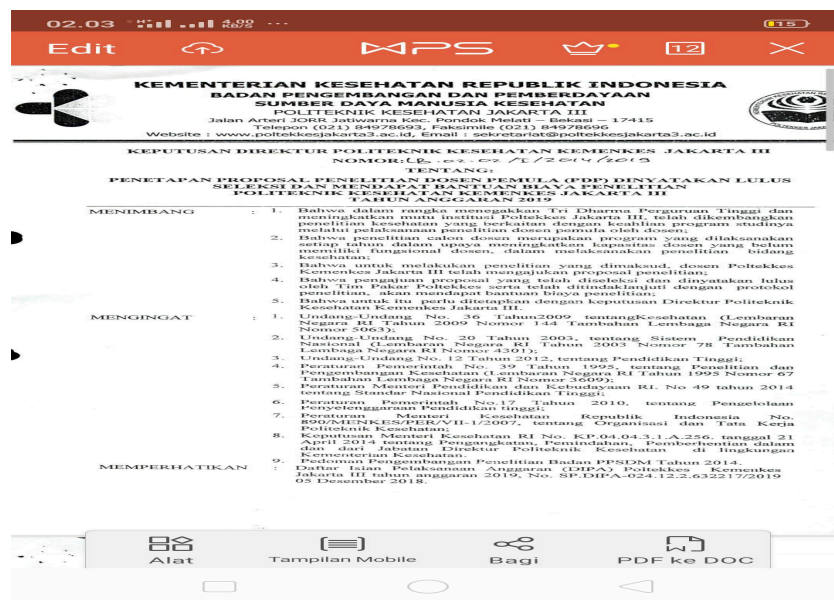 02.03 4,00 KB/S ... 15
Edit WPS 12
KEMENTERIAN KESEHATAN REPUBLIK INDONESIA
BADAN PENGEMBANGAN DAN PEMBERDAYAAN
SUMBER DAYA MANUSIA KESEHATAN
POLITEKNIK KESEHATAN JAKARTA III
Jalan Arteri JORR Jatiwarna Kec. Pondok Melati – Bekasi – 17415
Telepon (021) 84978693, Faksimile (021) 84978696
Website : www.poltekkesjakarta3.ac.id, Email : sekretariat@poltekkesjakarta3.ac.id
KEPUTUSAN DIREKTUR POLITEKNIK KESEHATAN KEMENKES JAKARTA III
NOMOR: /2014/2019
TENTANG:
PENETAPAN PROPOSAL PENELITIAN DOSEN PEMULA (PDP) DINYATAKAN LULUS
SELEKSI DAN MENDAPAT BANTUAN BIAYA PENELITIAN
POLITEKNIK KESEHATAN KEMENKES JAKARTA III
TAHUN ANGGARAN 2019
MENIMBANG : 1. Bahwa dalam rangka menegakkan Tri Dharma Perguruan Tinggi dan
meningkatkan mutu institusi Poltekkes Jakarta III, telah dikembangkan
penelitian kesehatan yang berkaitan dengan keahlian program studinya
melalui pelaksanaan penelitian dosen pemula oleh dosen;
2. Bahwa penelitian calon dosen merupakan program yang dilaksanakan
setiap tahun dalam upaya meningkatkan kapasitas dosen yang belum
memiliki fungsional dosen, dalam melaksanakan penelitian bidang
kesehatan;
3. Bahwa untuk melakukan penelitian yang dimaksud, dosen Poltekkes
Kemenkes Jakarta III telah mengajukan proposal penelitian;
4. Bahwa pengajuan proposal yang telah diseleksi dan dinyatakan lulus
oleh Tim Pakar Poltekkes serta telah ditindaklanjuti dengan protokol
penelitian, akan mendapat bantuan biaya penelitian;
5. Bahwa untuk itu perlu ditetapkan dengan keputusan Direktur Politeknik
Kesehatan Kemenkes Jakarta III.
MENGINGAT : 1. Undang-Undang No. 36 Tahun2009 tentangKesehatan (Lembaran
Negara RI Tahun 2009 Nomor 144 Tambahan Lembaga Negara RI
Nomor 5063);
2. Undang-Undang No. 20 Tahun 2003, tentang Sistem Pendidikan
Nasional (Lembaran Negara RI Tahun 2003 Nomor 78 Tambahan
Lembaga Negara RI Nomor 4301);
3. Undang-Undang No. 12 Tahun 2012, tentang Pendidikan Tinggi;
4. Peraturan Pemerintah No. 39 Tahun 1995, tentang Penelitian dan
Pengembangan Kesehatan (Lembaran Negara RI Tahun 1995 Nomor 67
Tambahan Lembaga Negara RI Nomor 3609);
5. Peraturan Menteri Pendidikan dan Kebudayaan RI. No 49 tahun 2014
tentang Standar Nasional Pendidikan Tinggi;
6. Peraturan Pemerintah No.17 Tahun 2010, tentang Pengelolaan
Penyelenggaraan Pendidikan tinggi;
7. Peraturan Menteri Kesehatan Republik Indonesia No.
890/MENKES/PER/VII-1/2007, tentang Organisasi dan Tata Kerja
Politeknik Kesehatan;
8. Keputusan Menteri Kesehatan RI No. KP.04.04.3.1.A.256. tanggal 21
April 2014 tentang Pengangkatan, Pemindahan, Pemberhentian dalam
dan dari Jabatan Direktur Politeknik Kesehatan di lingkungan
Kementerian Kesehatan.
9. Pedoman Pengembangan Penelitian Badan PPSDM Tahun 2014.
MEMPERHATIKAN : Daftar Isian Pelaksanaan Anggaran (DIPA) Poltekkes Kemenkes
Jakarta III tahun anggaran 2019, No. SP.DIPA-024.12.2.632217/2019
05 Desember 2018.
Alat Tampilan Mobile Bagi PDF ke DOC